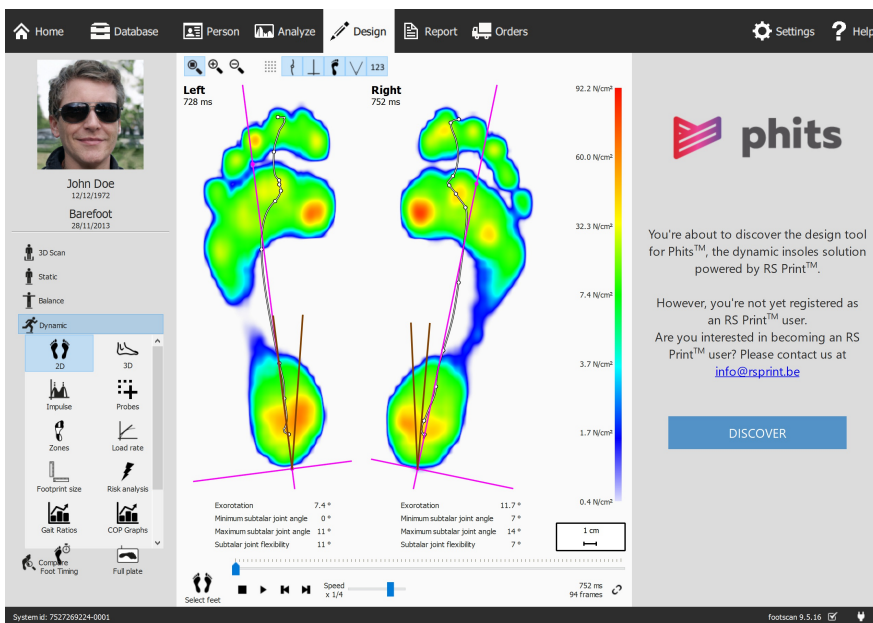 Home Database Person Analyze Design Report Orders Settings ? Help
John Doe
12/12/1972
Barefoot
28/11/2013
3D Scan
Static
Balance
Dynamic
2D 3D
Impulse Probes
Zones Load rate
Footprint size Risk analysis
Gait Ratios COP Graphs
Compare
Foot Timing Full plate
123
Left
728 ms
Right
752 ms
92.2 N/cm²
60.0 N/cm²
32.3 N/cm²
7.4 N/cm²
3.7 N/cm²
1.7 N/cm²
0.4 N/cm²
Exorotation 7.4 °
Minimum subtalar joint angle 0 °
Maximum subtalar joint angle 11 °
Subtalar joint flexibility 11 °
Exorotation 11.7 °
Minimum subtalar joint angle 7 °
Maximum subtalar joint angle 14 °
Subtalar joint flexibility 7 °
1 cm
Select feet
Speed
x 1/4
752 ms
94 frames
phits
You're about to discover the design tool
for Phits™, the dynamic insoles solution
powered by RS Print™.
However, you're not yet registered as
an RS Print™ user.
Are you interested in becoming an RS
Print™ user? Please contact us at
info@rsprint.be
DISCOVER
System id: 7527269224-0001
footscan 9.5.16